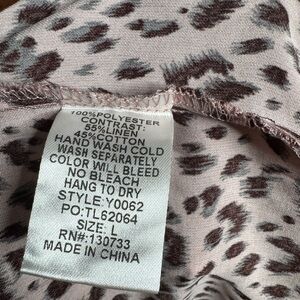 100%POLYESTER
CONTRAST:
55%LINEN
45%COTTON
HAND WASH COLD
WASH SEPARATELY
COLOR WILL BLEED
NO BLEACH
HANG TO DRY
STYLE:Y0062
PO:TL62064
SIZE: L
RN#:130733
MADE IN CHINA